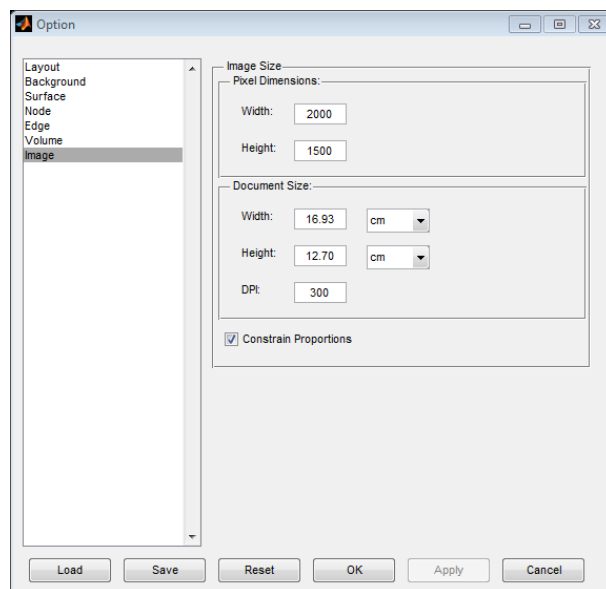 Option
Layout
Background
Surface
Node
Edge
Volume
Image
Image Size
Pixel Dimensions:
Width: 2000
Height: 1500
Document Size:
Width: 16.93 cm
Height: 12.70 cm
DPI: 300
Constrain Proportions
Load Save Reset OK Apply Cancel